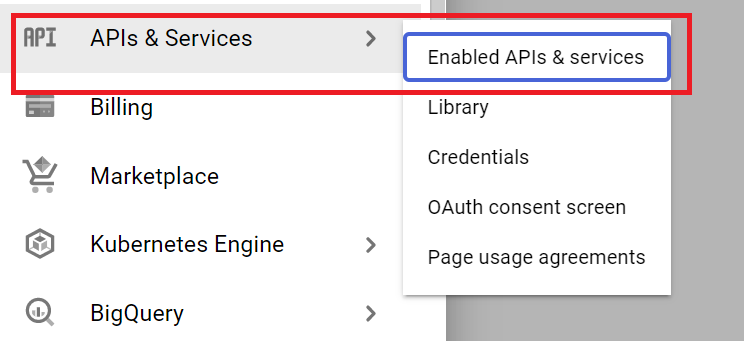 API APIs & Services
Enabled APIs & services
Library
Credentials
OAuth consent screen
Page usage agreements
Billing
Marketplace
Kubernetes Engine
BigQuery